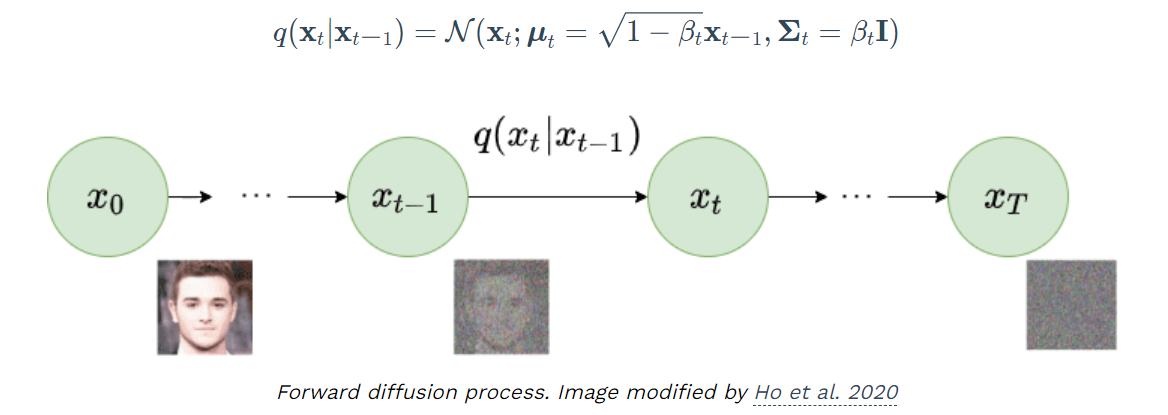 q(𝐱ₜ|𝐱ₜ₋₁) = 𝒩(𝐱ₜ; 𝛍ₜ = √(1 − βₜ)𝐱ₜ₋₁, 𝚺ₜ = βₜ𝐈)
q(xₜ|xₜ₋₁)
x₀ ··· xₜ₋₁ xₜ ··· x_T
Forward diffusion process. Image modified by Ho et al. 2020